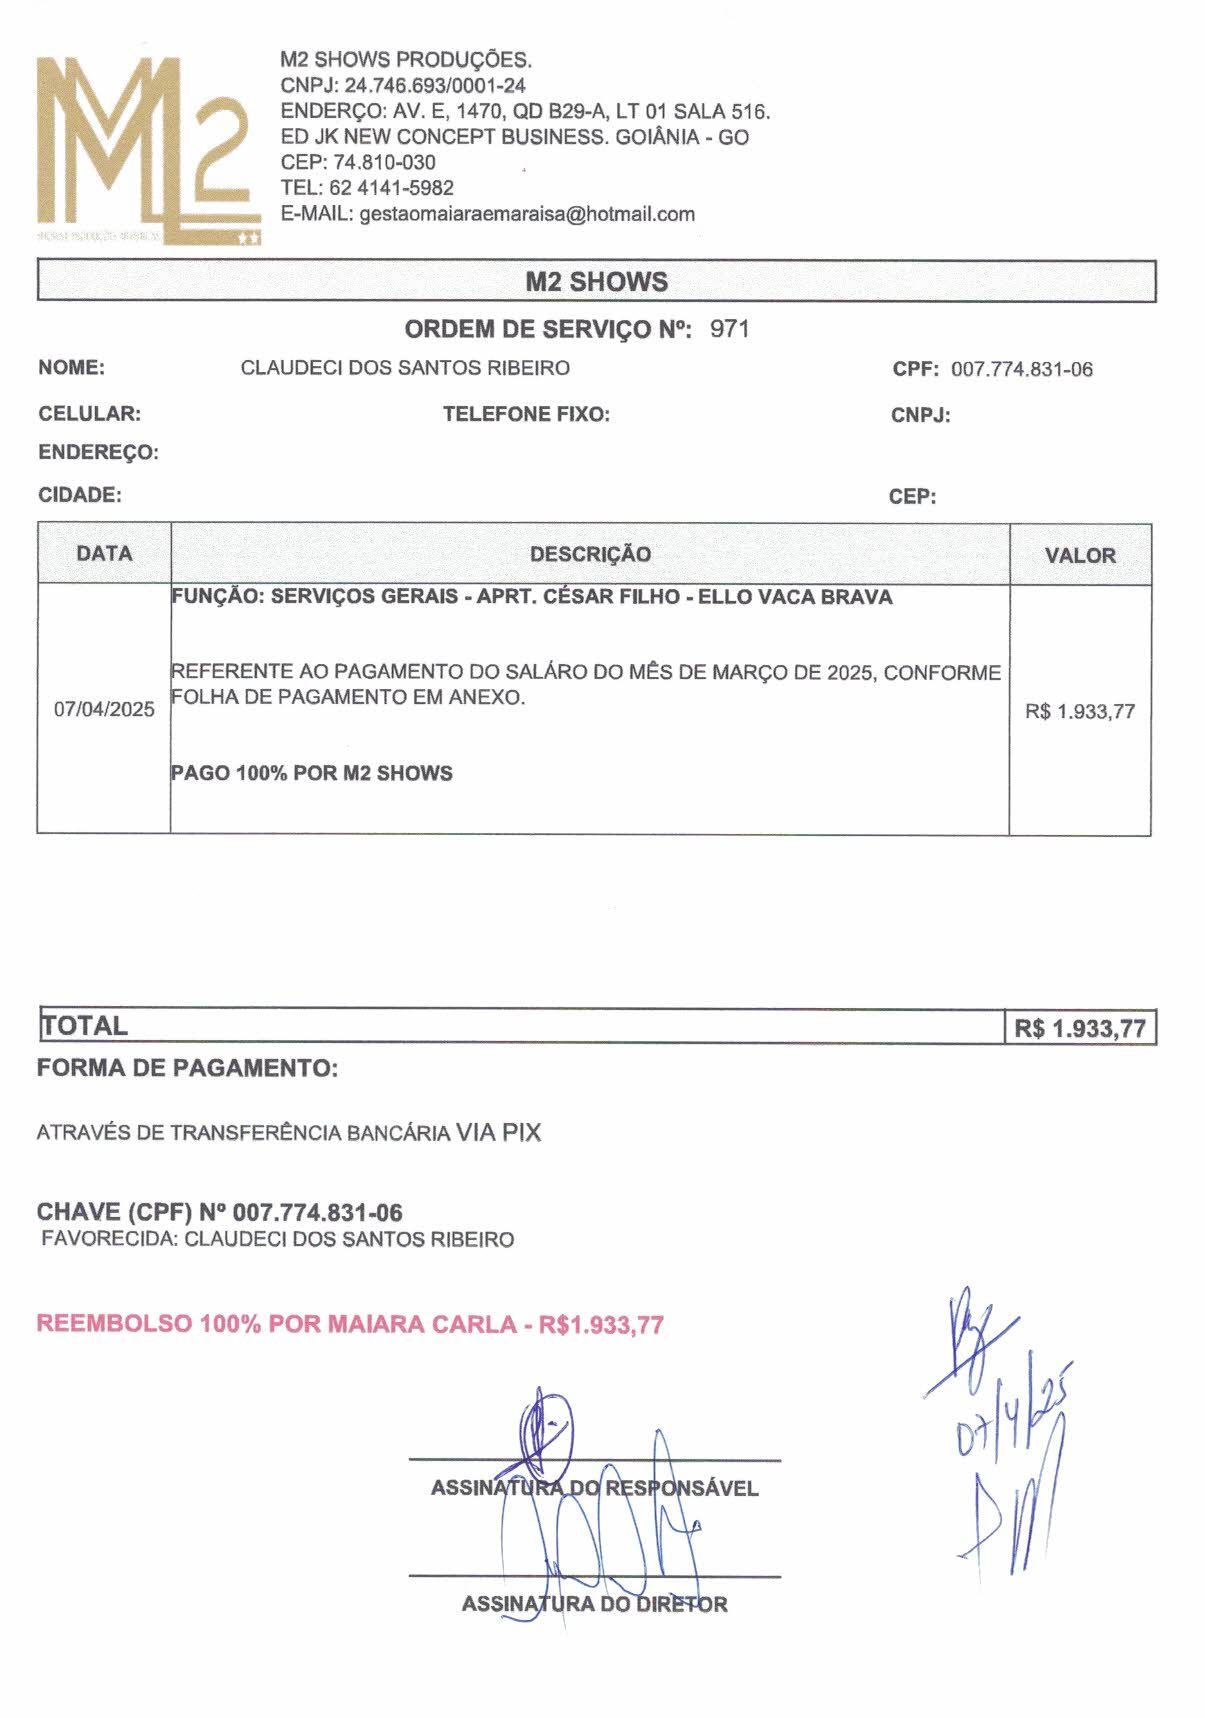 M2
M2 SHOWS PRODUÇÕES.
CNPJ: 24.746.693/0001-24
ENDERÇO: AV. E, 1470, QD B29-A, LT 01 SALA 516.
ED JK NEW CONCEPT BUSINESS. GOIÂNIA - GO
CEP: 74.810-030
TEL: 62 4141-5982
E-MAIL: gestaomaiaraemaraisa@hotmail.com
M2 SHOWS
ORDEM DE SERVIÇO Nº: 971
NOME: CLAUDECI DOS SANTOS RIBEIRO CPF: 007.774.831-06
CELULAR: TELEFONE FIXO: CNPJ:
ENDEREÇO:
CIDADE: CEP:
DATA DESCRIÇÃO VALOR
FUNÇÃO: SERVIÇOS GERAIS - APRT. CÉSAR FILHO - ELLO VACA BRAVA
REFERENTE AO PAGAMENTO DO SALÁRO DO MÊS DE MARÇO DE 2025, CONFORME
FOLHA DE PAGAMENTO EM ANEXO.
07/04/2025 R$ 1.933,77
PAGO 100% POR M2 SHOWS
TOTAL R$ 1.933,77
FORMA DE PAGAMENTO:
ATRAVÉS DE TRANSFERÊNCIA BANCÁRIA VIA PIX
CHAVE (CPF) Nº 007.774.831-06
FAVORECIDA: CLAUDECI DOS SANTOS RIBEIRO
REEMBOLSO 100% POR MAIARA CARLA - R$1.933,77
07/4/25
ASSINATURA DO RESPONSÁVEL
ASSINATURA DO DIRETOR